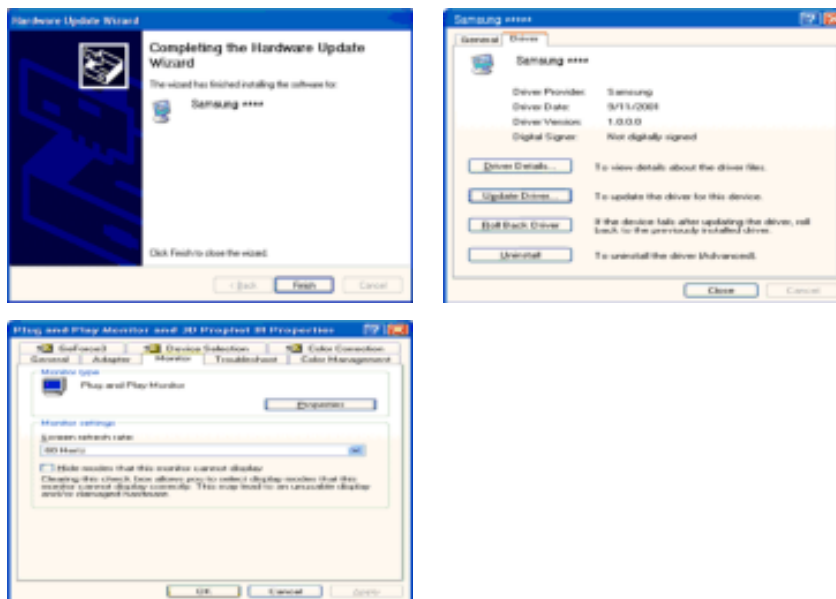 Hardware Update Wizard
Completing the Hardware Update
Wizard
The wizard has finished installing the software for:
Samsung ****
Click Finish to close the wizard.
< Back Finish Cancel
Samsung ****
General Driver
Samsung ****
Driver Provider: Samsung
Driver Date: 9/11/2001
Driver Version: 1.0.0.0
Digital Signer: Not digitally signed
Driver Details... To view details about the driver files.
Update Driver... To update the driver for this device.
Roll Back Driver If the device fails after updating the driver, roll
back to the previously installed driver.
Uninstall To uninstall the driver (Advanced).
Close Cancel
Plug and Play Monitor and 3D Prophet III Properties
GeForce3 Device Selection Color Correction
General Adapter Monitor Troubleshoot Color Management
Monitor type
Plug and Play Monitor
Properties
Monitor settings
Screen refresh rate:
60 Hertz
Hide modes that this monitor cannot display
Clearing this check box allows you to select display modes that this
monitor cannot display correctly. This may lead to an unusable display
and/or damaged hardware.
OK Cancel Apply